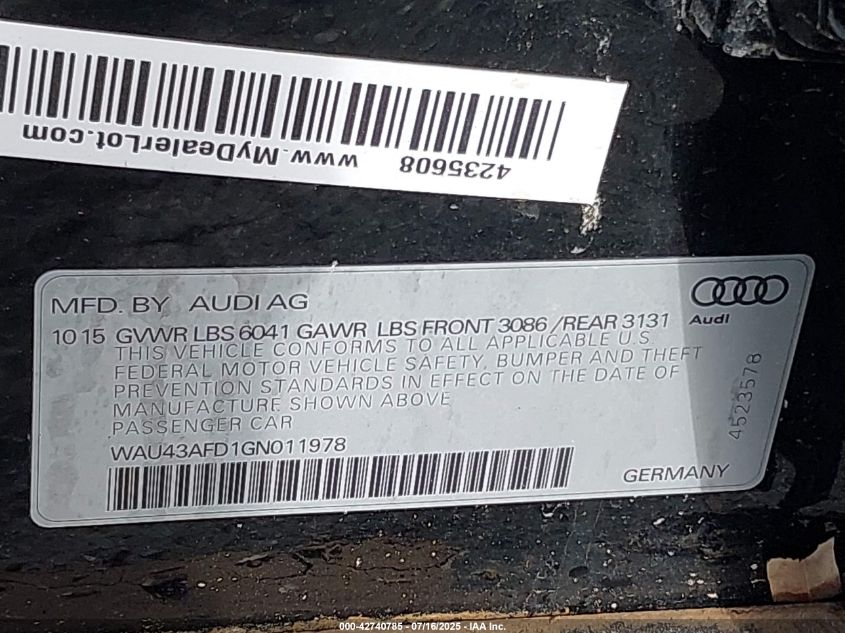 www.MyDealerLot.com
4235608
MFD. BY AUDI AG
Audi
10 15 GVWR LBS 6041 GAWR LBS FRONT 3086 /REAR 3131
THIS VEHICLE CONFORMS TO ALL APPLICABLE U.S
FEDERAL MOTOR VEHICLE SAFETY, BUMPER AND THEFT
PREVENTION STANDARDS IN EFFECT ON THE DATE OF
MANUFACTURE SHOWN ABOVE
PASSENGER CAR
WAU43AFD1GN011978
4523578
GERMANY
000-42740785 - 07/16/2025 - IAA Inc.